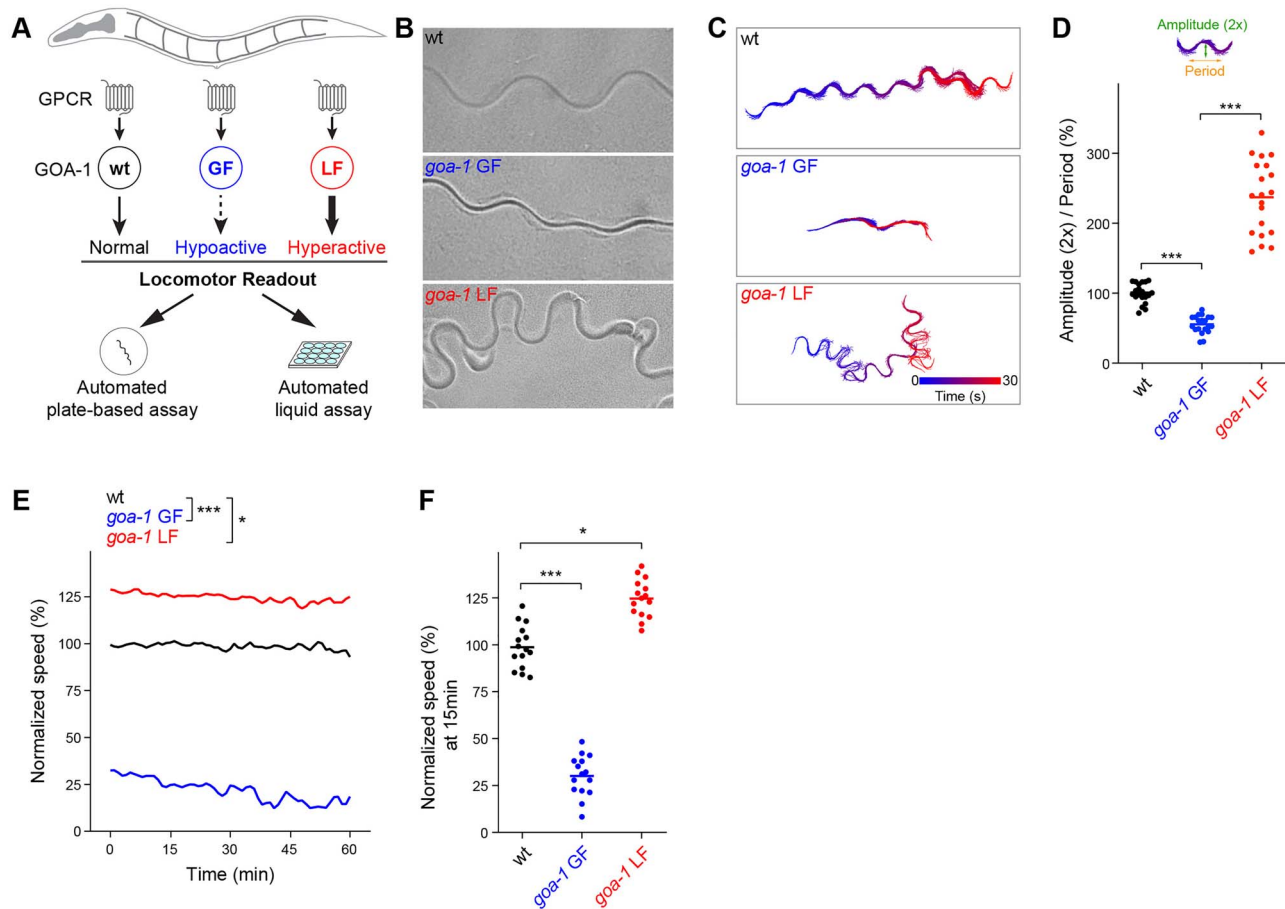 A
GPCR
GOA-1
wt
GF
LF
Normal
Hypoactive
Hyperactive
Locomotor Readout
Automated
plate-based assay
Automated
liquid assay
B
wt
goa-1 GF
goa-1 LF
C
wt
goa-1 GF
goa-1 LF
0
30
Time (s)
D
Amplitude (2x)
Period
Amplitude (2x) / Period (%)
300
200
100
0
***
***
wt
goa-1 GF
goa-1 LF
E
wt
goa-1 GF
goa-1 LF
***
*
Normalized speed (%)
125
100
75
50
25
0
0 15 30 45 60
Time (min)
F
Normalized speed (%)
at 15min
125
100
75
50
25
0
*
***
wt
goa-1 GF
goa-1 LF